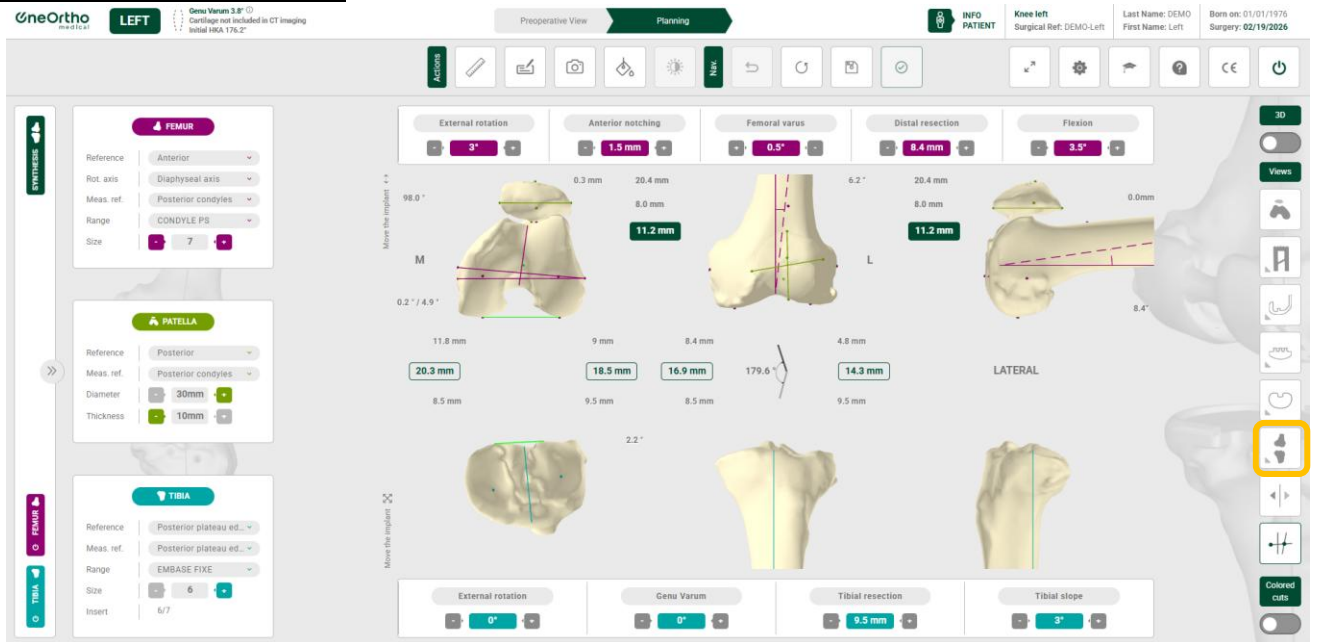 OneOrtho
medical
LEFT
Genu Varum 3.8°
Cartilage not included in CT imaging
Initial HKA 176.2°
Preoperative View
Planning
INFO
PATIENT
Knee left
Surgical Ref: DEMO-Left
Last Name: DEMO
First Name: Left
Born on: 01/01/1976
Surgery: 02/19/2026
Actions
Nav.
CE
SYNTHESIS
FEMUR
Reference Anterior
Rot. axis Diaphyseal axis
Meas. ref. Posterior condyles
Range CONDYLE PS
Size - 7 +
PATELLA
Reference Posterior
Meas. ref. Posterior condyles
Diameter - 30mm +
Thickness - 10mm +
TIBIA
Reference Posterior plateau ed...
Meas. ref. Posterior plateau ed...
Range EMBASE FIXE
Size - 6 +
Insert 6/7
FEMUR
TIBIA
External rotation Anterior notching Femoral varus Distal resection Flexion
- 3° + - 1.5 mm + + 0.5° - - 8.4 mm + - 3.5° +
Move the implant
98.0° 0.3 mm 20.4 mm 6.2° 20.4 mm 0.0mm
8.0 mm 8.0 mm
11.2 mm 11.2 mm
M L
0.2°/ 4.9° 8.4°
11.8 mm 9 mm 8.4 mm 4.8 mm
20.3 mm 18.5 mm 16.9 mm 179.6° 14.3 mm LATERAL
8.5 mm 9.5 mm 8.5 mm 9.5 mm
2.2°
Move the implant
External rotation Genu Varum Tibial resection Tibial slope
- 0° + - 0° + - 9.5 mm + - 3° +
3D
Views
Colored
cuts